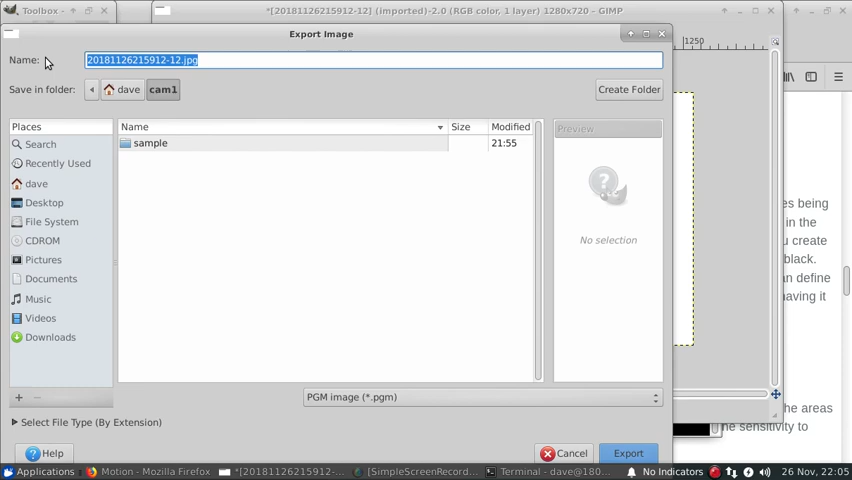 Toolbox -
*[20181126215912-12] (imported)-2.0 (RGB color, 1 layer) 1280x720 – GIMP
Export Image
1250
Name:
20181126215912-12.jpg
Save in folder:
dave
cam1
Create Folder
Places
Name
Size
Modified
Preview
Search
sample
21:55
Recently Used
dave
Desktop
File System
CDROM
No selection
Pictures
Documents
Music
Videos
Downloads
es being
in the
u create
black.
an define
having it
PGM image (*.pgm)
Select File Type (By Extension)
he areas
he sensitivity to
Help
Cancel
Export
Applications
Motion - Mozilla Firefox
*[20181126215912-...
[SimpleScreenRecord...
Terminal - dave@180...
No Indicators
26 Nov, 22:05